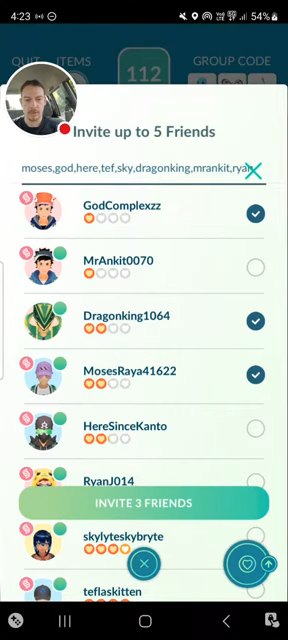 4:23
54%
QUIT
ITEMS
112
GROUP CODE
Invite up to 5 Friends
moses,god,here,tef,sky,dragonking,mrankit,ryan
GodComplexzz
MrAnkit0070
Dragonking1064
MosesRaya41622
HereSinceKanto
RyanJ014
INVITE 3 FRIENDS
skylyteskybryte
teflaskitten